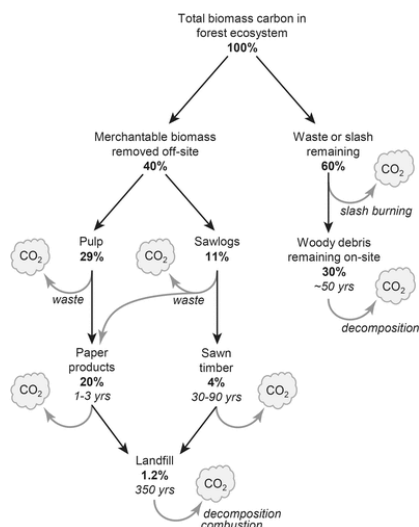 Total biomass carbon in
forest ecosystem
100%
Merchantable biomass
removed off-site
40%
Waste or slash
remaining
60%
CO2
slash burning
Pulp
29%
Sawlogs
11%
Woody debris
remaining on-site
30%
~50 yrs
CO2
waste
CO2
waste
CO2
decomposition
Paper
products
20%
1-3 yrs
Sawn
timber
4%
30-90 yrs
CO2
CO2
Landfill
1.2%
350 yrs
CO2
decomposition
combustion